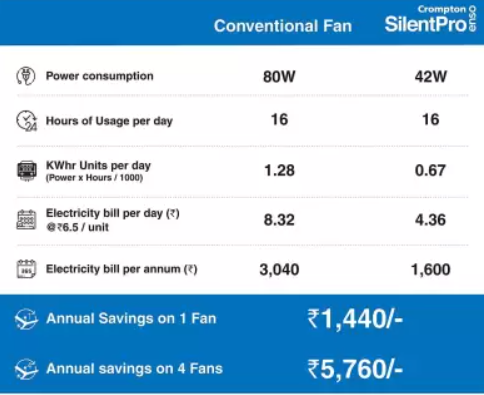 Conventional Fan
Crompton
SilentPro enso
Power consumption 80W 42W
24
Hours of Usage per day 16 16
KWhr Units per day
(Power x Hours / 1000)
1.28 0.67
Electricity bill per day (₹)
@₹6.5 / unit
8.32 4.36
365
Electricity bill per annum (₹) 3,040 1,600
Annual Savings on 1 Fan ₹1,440/-
Annual savings on 4 Fans ₹5,760/-